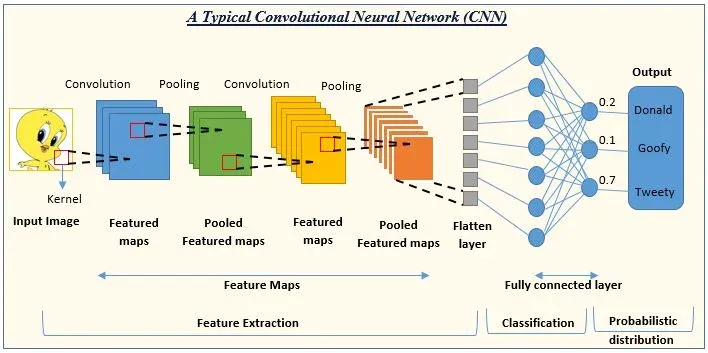 A Typical Convolutional Neural Network (CNN)
Convolution
Pooling
Convolution
Pooling
Output
0.2
Donald
0.1
Goofy
0.7
Tweety
Kernel
Input Image
Featured
maps
Pooled
Featured maps
Featured
maps
Pooled
Featured maps
Flatten
layer
Feature Maps
Fully connected layer
Feature Extraction
Classification
Probabilistic
distribution